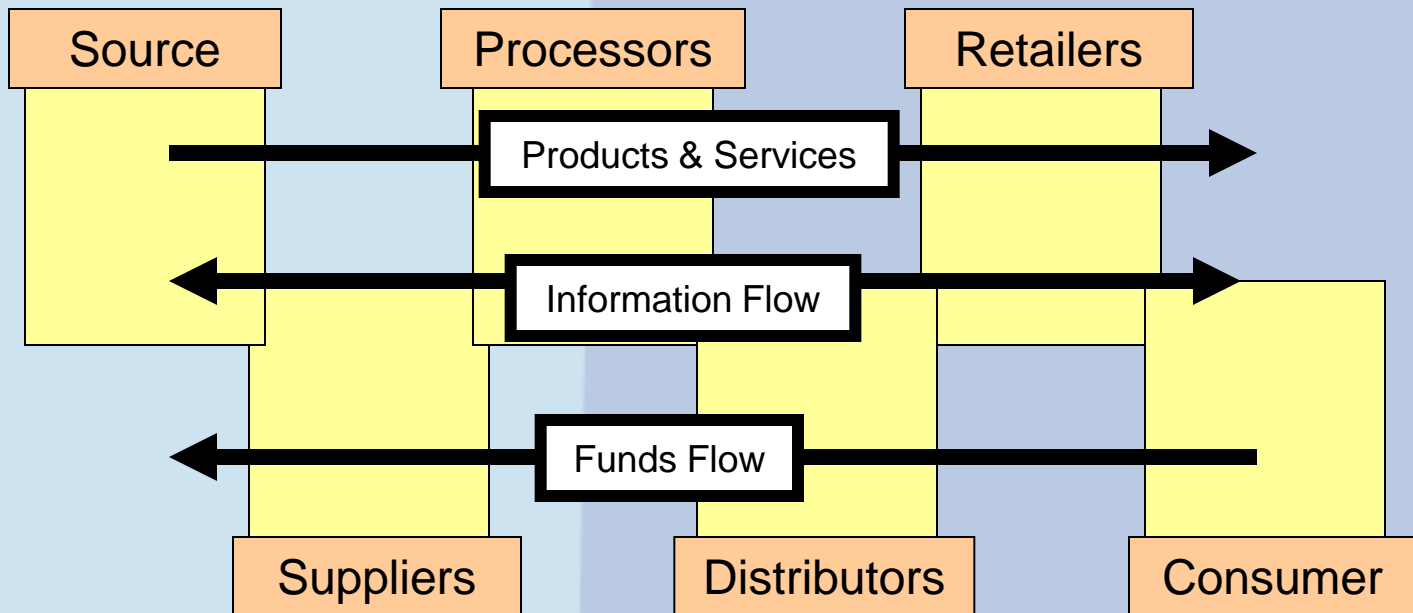 Source
Processors
Retailers
Products & Services
Information Flow
Funds Flow
Suppliers
Distributors
Consumer